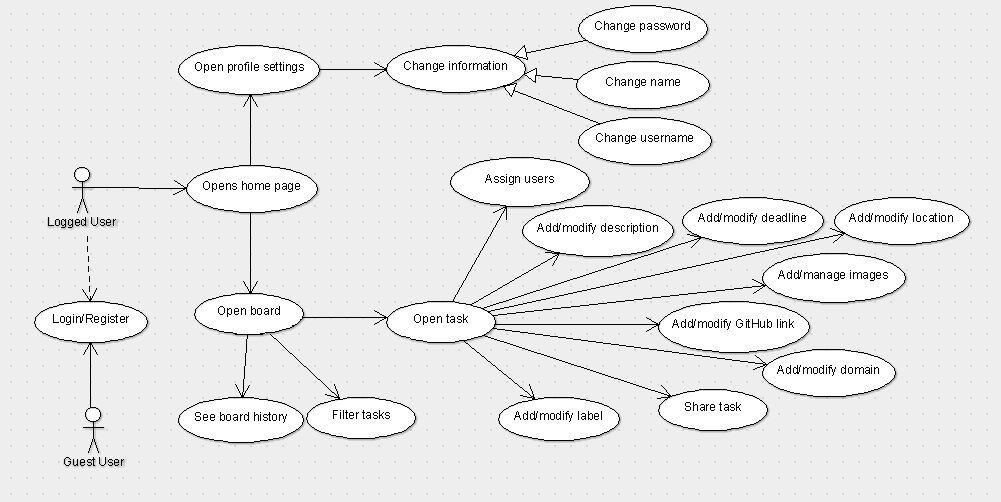 Change password
Open profile settings
Change information
Change name
Change username
Assign users
Opens home page
Logged User
Add/modify description
Add/modify deadline
Add/modify location
Add/manage images
Login/Register
Open board
Open task
Add/modify GitHub link
Add/modify domain
See board history
Filter tasks
Add/modify label
Share task
Guest User